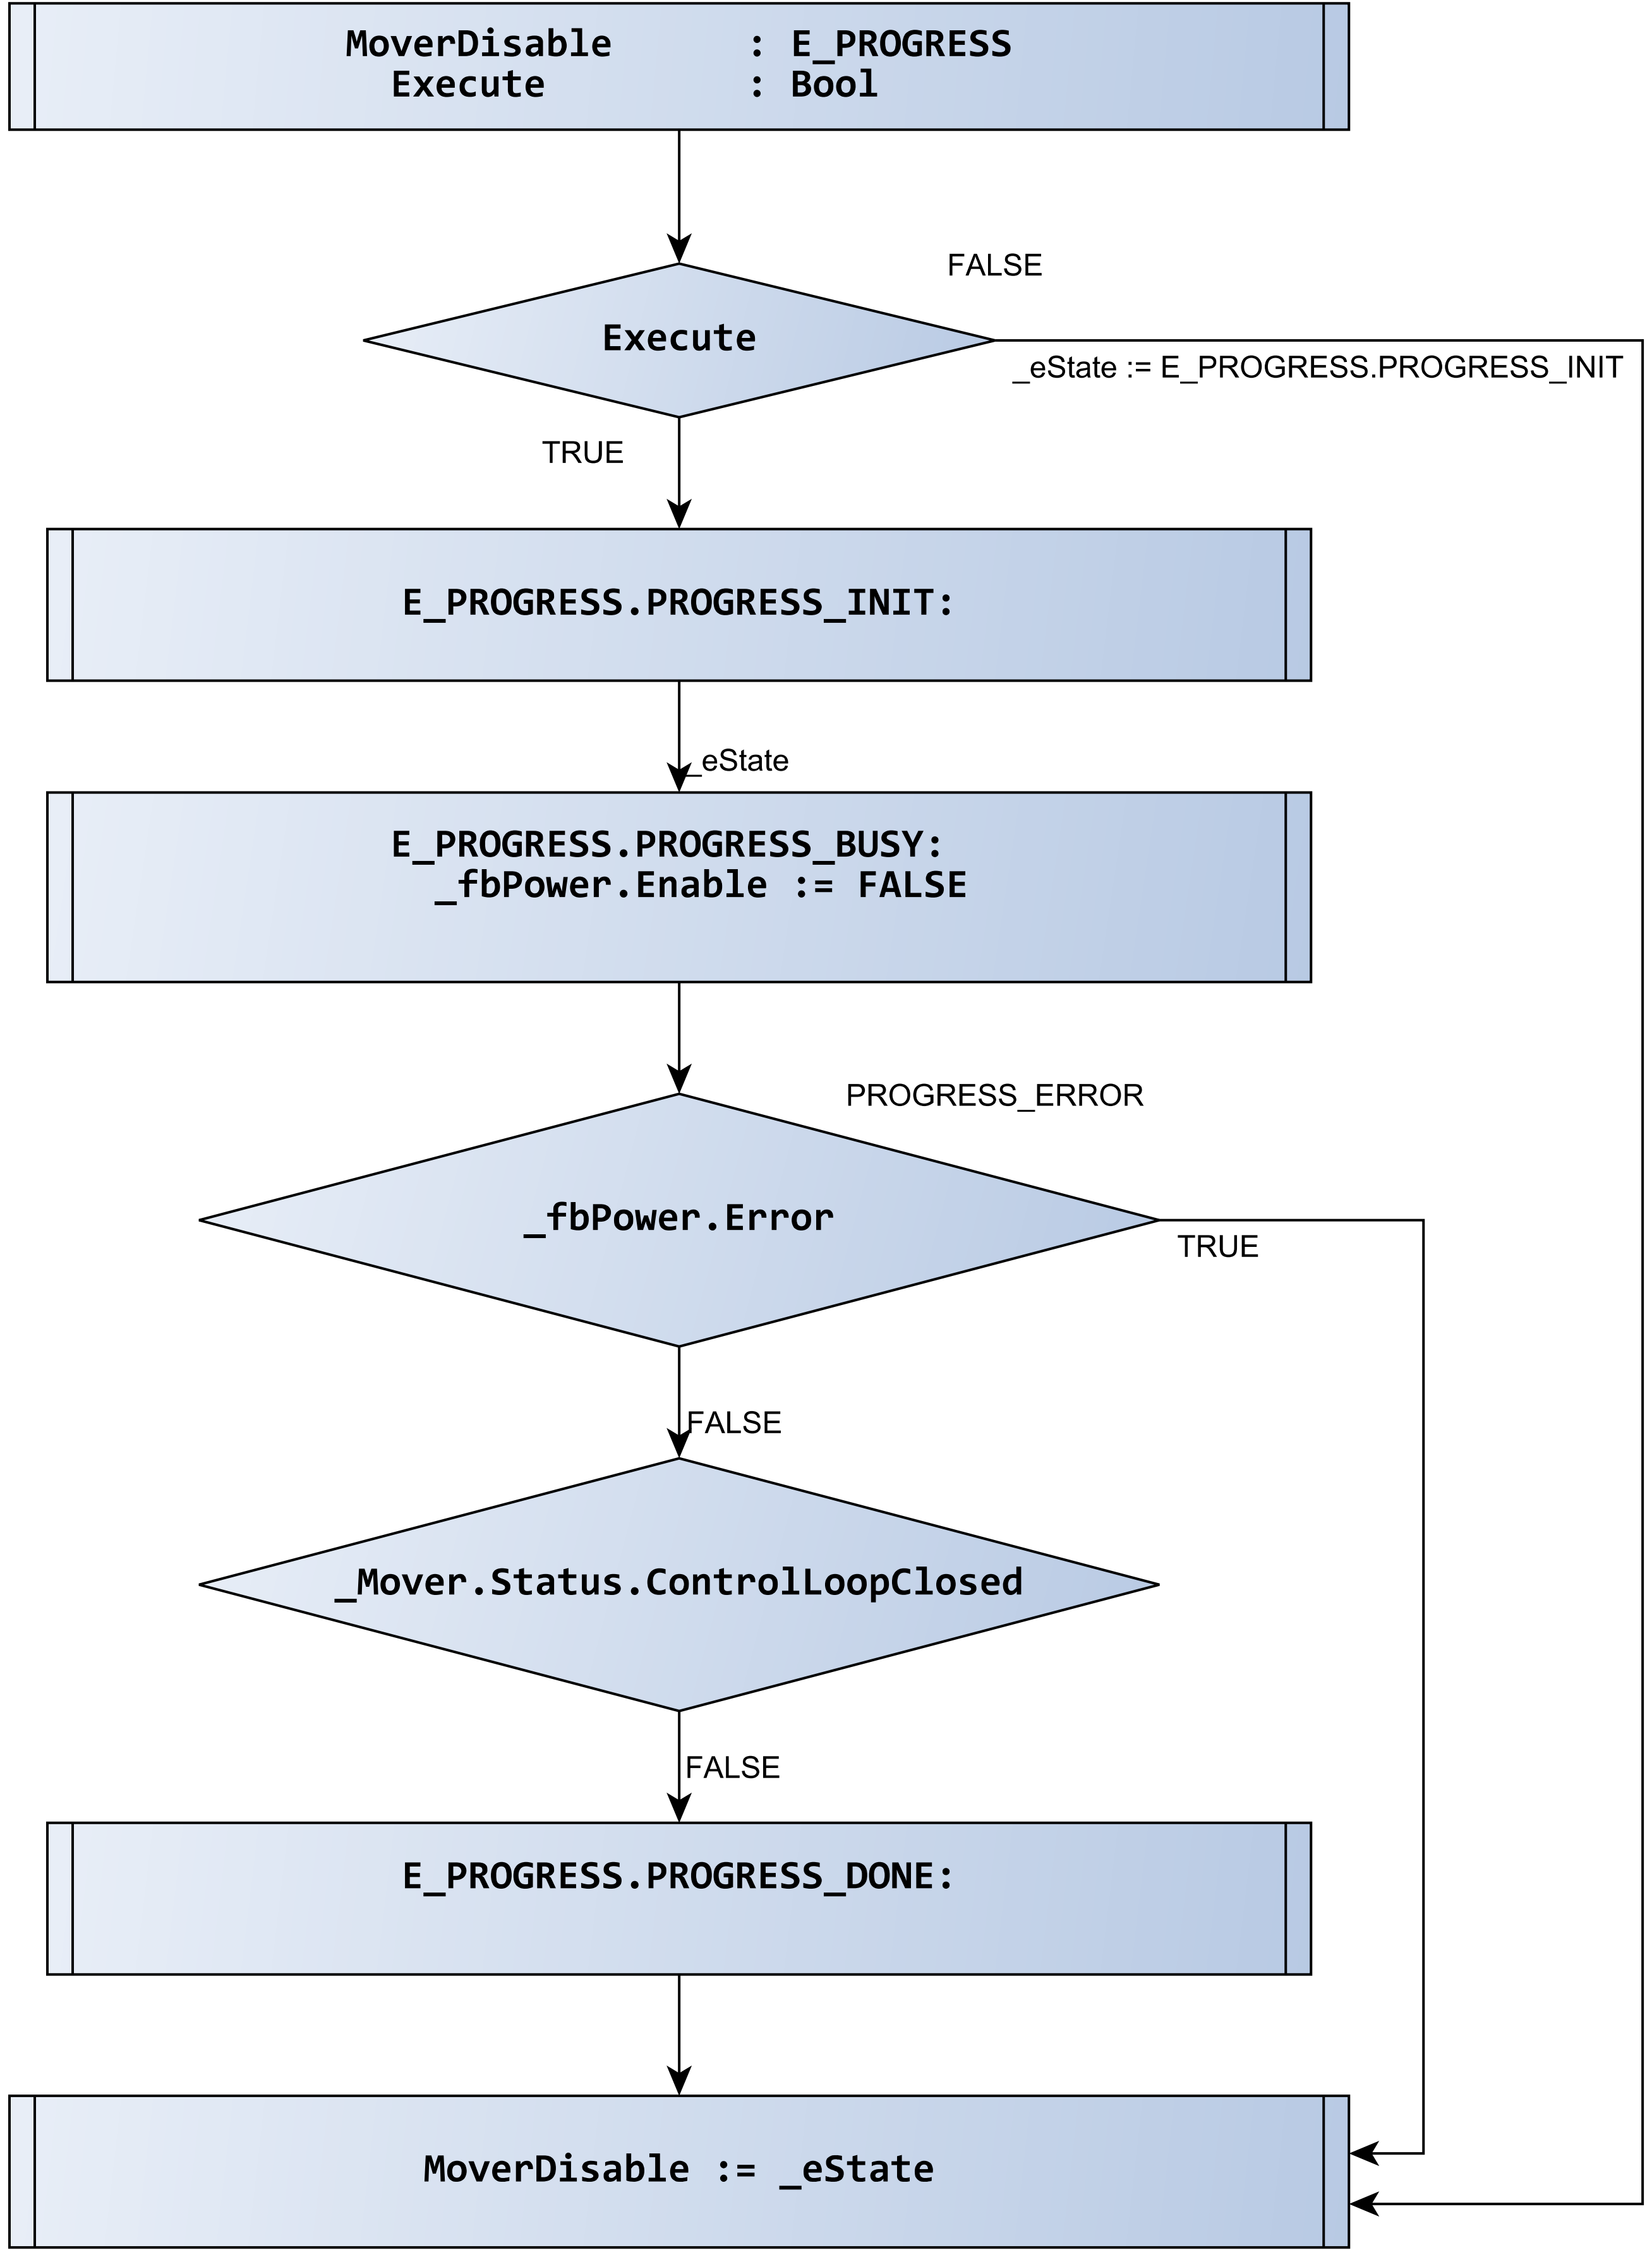 MoverDisable : E_PROGRESS
Execute : Bool
FALSE
Execute
_eState := E_PROGRESS.PROGRESS_INIT
TRUE
E_PROGRESS.PROGRESS_INIT:
_eState
E_PROGRESS.PROGRESS_BUSY:
_fbPower.Enable := FALSE
PROGRESS_ERROR
_fbPower.Error
TRUE
FALSE
_Mover.Status.ControlLoopClosed
FALSE
E_PROGRESS.PROGRESS_DONE:
MoverDisable := _eState